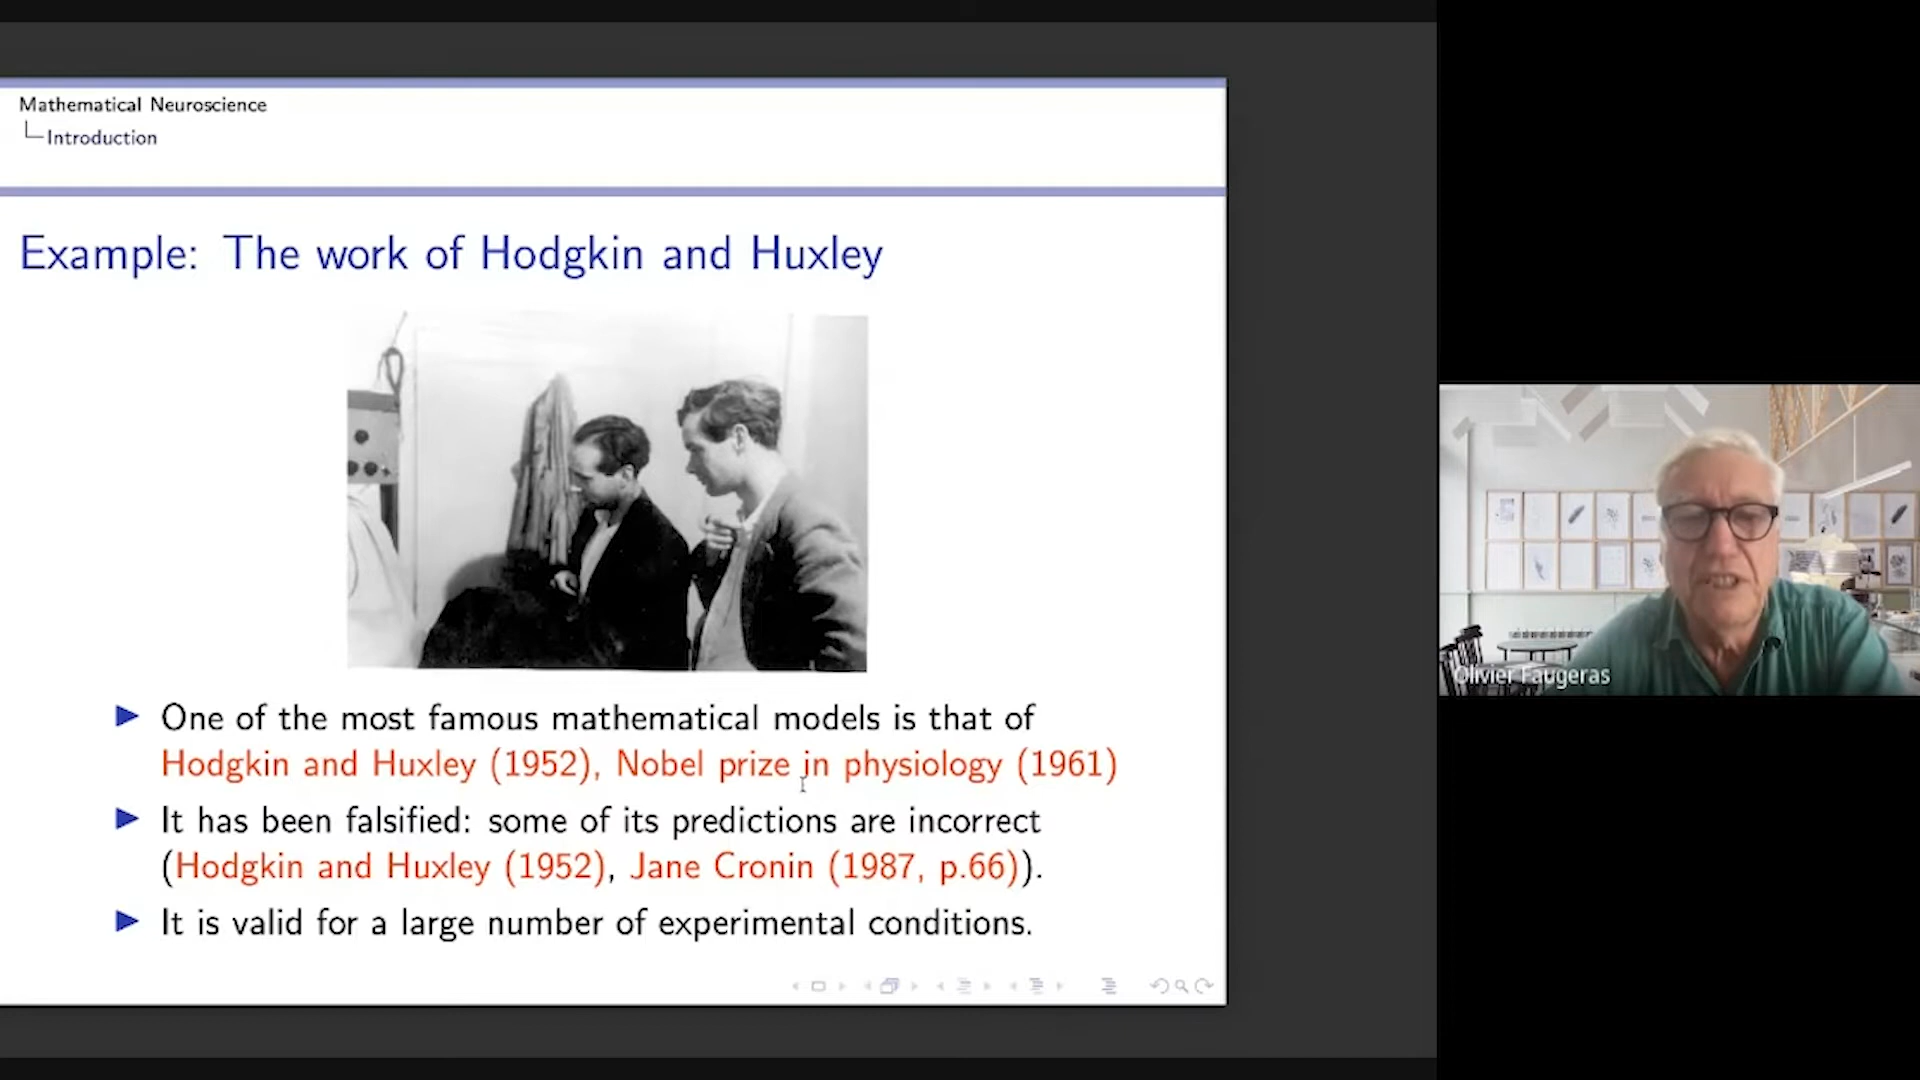 Mathematical Neuroscience
Introduction
Example: The work of Hodgkin and Huxley
One of the most famous mathematical models is that of
Hodgkin and Huxley (1952), Nobel prize in physiology (1961)
It has been falsified: some of its predictions are incorrect
(Hodgkin and Huxley (1952), Jane Cronin (1987, p.66)).
It is valid for a large number of experimental conditions.
Olivier Faugeras